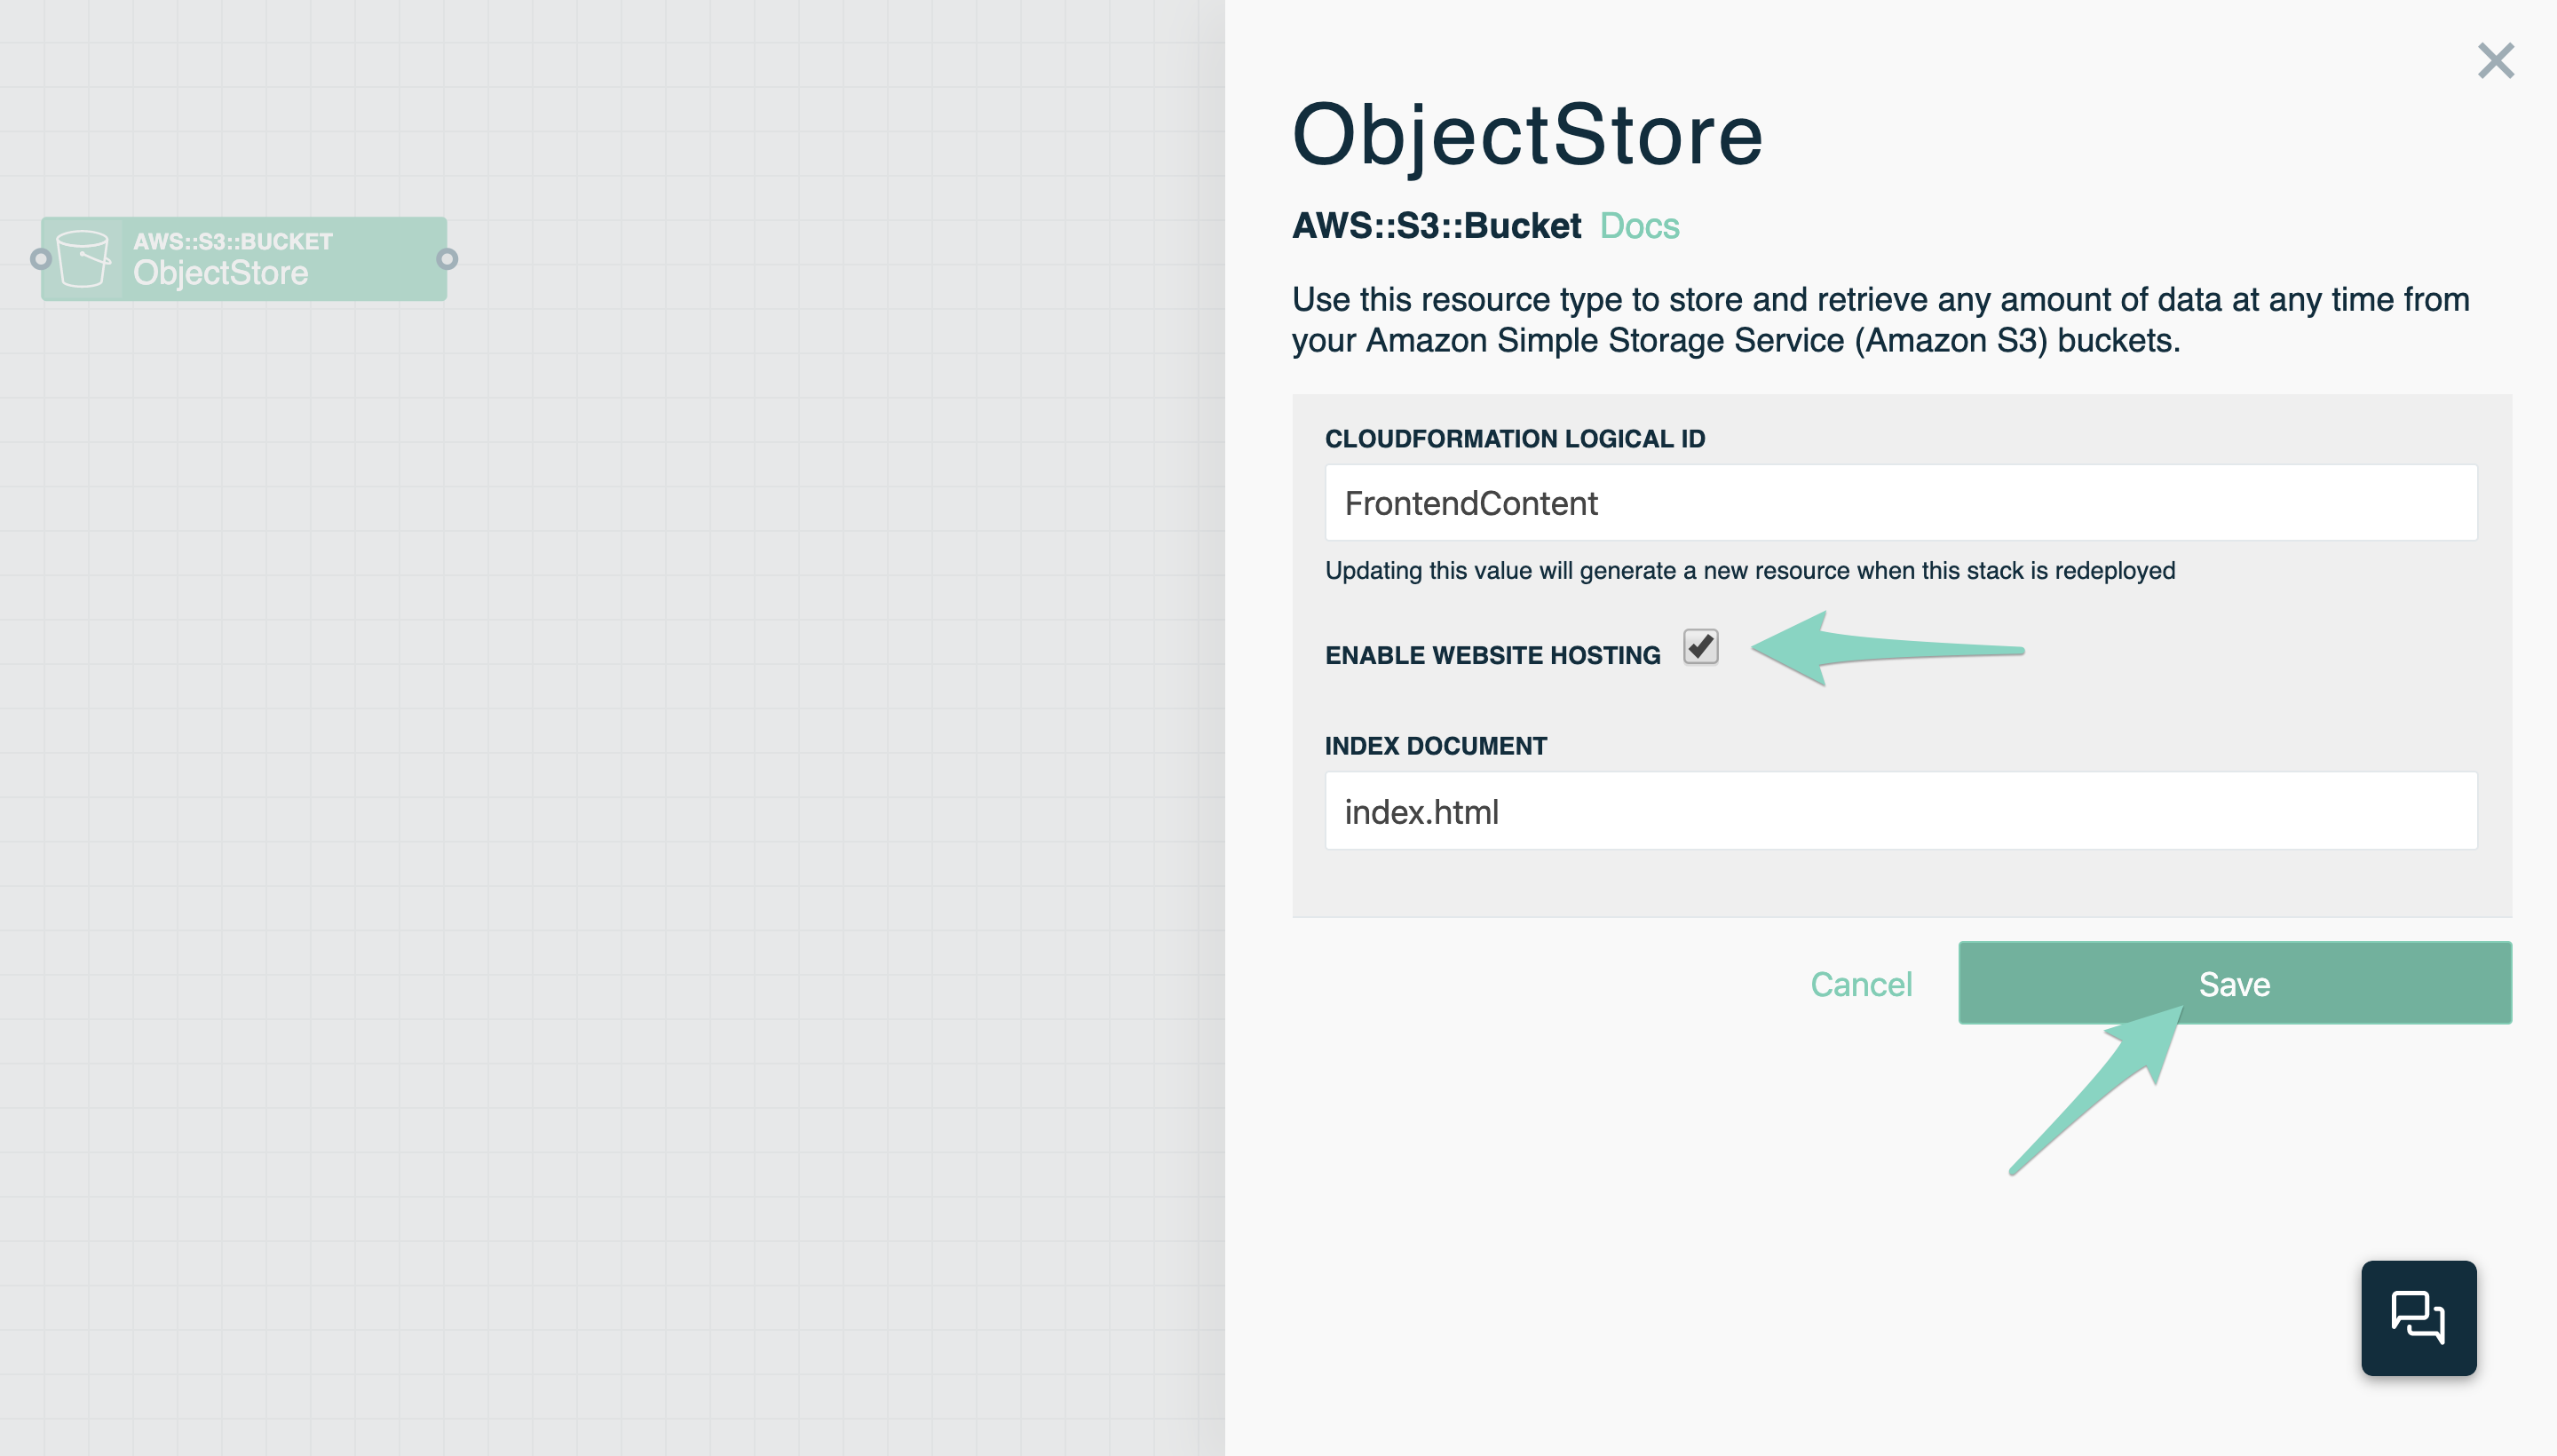 AWS::S3::BUCKET
ObjectStore
ObjectStore
AWS::S3::Bucket Docs
Use this resource type to store and retrieve any amount of data at any time from
your Amazon Simple Storage Service (Amazon S3) buckets.
CLOUDFORMATION LOGICAL ID
FrontendContent
Updating this value will generate a new resource when this stack is redeployed
ENABLE WEBSITE HOSTING
INDEX DOCUMENT
index.html
Cancel Save